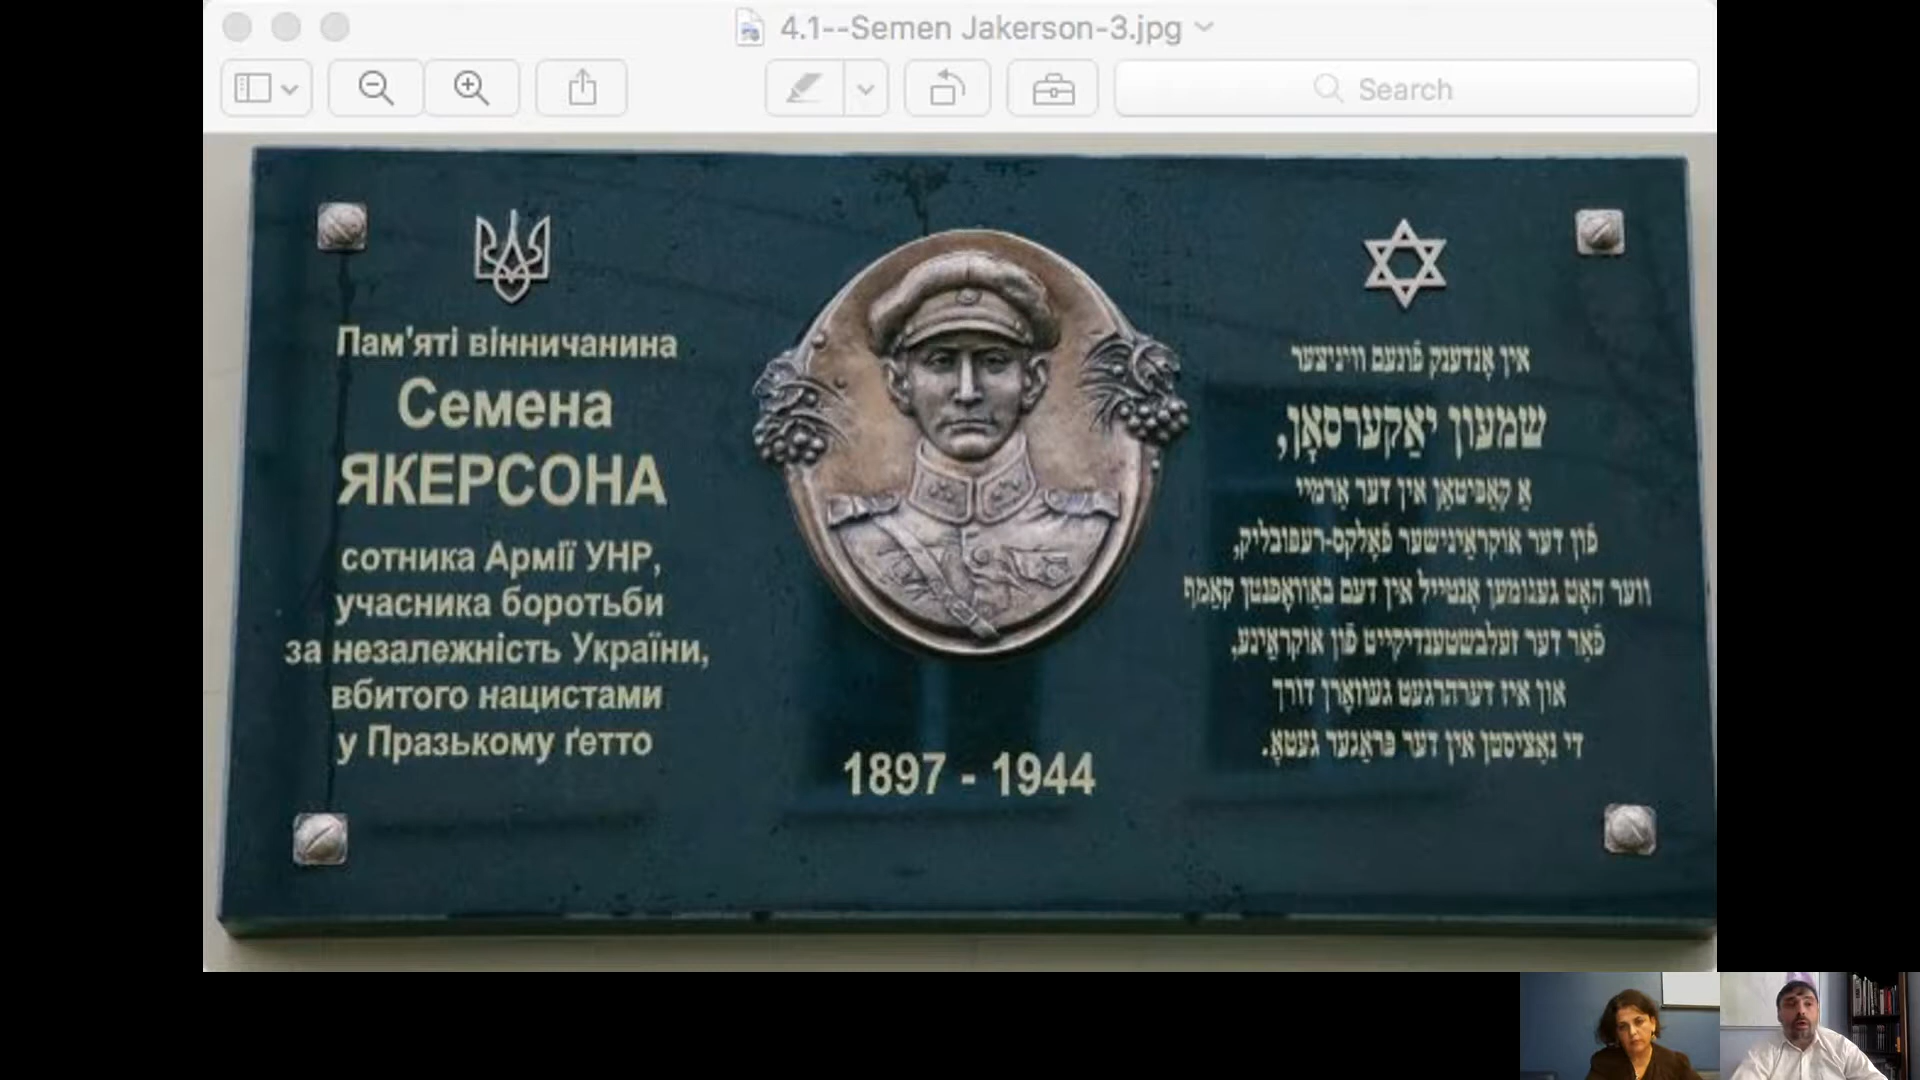 4.1--Semen Jakerson-3.jpg
Search
Пам'яті вінничанина
Семена
ЯКЕРСОНА
сотника Армії УНР,
учасника боротьби
за незалежність України,
вбитого нацистами
у Празькому ґетто
1897 - 1944
אין אָנדענק פֿונעם וויניצער
שמעון יאַקערסאָן,
אַ קאַפּיטאַן אין דער אַרמיי
פֿון דער אוקראַינישער פֿאָלקס-רעפּובליק,
ווער האָט גענומען אָנטייל אין דעם באַוואָפֿנטן קאַמף
פֿאַר דער זעלבשטענדיקייט פֿון אוקראַינע,
און איז דערהרגעט געוואָרן דורך
די נאַציסטן אין דער פּראַגער געטאָ.